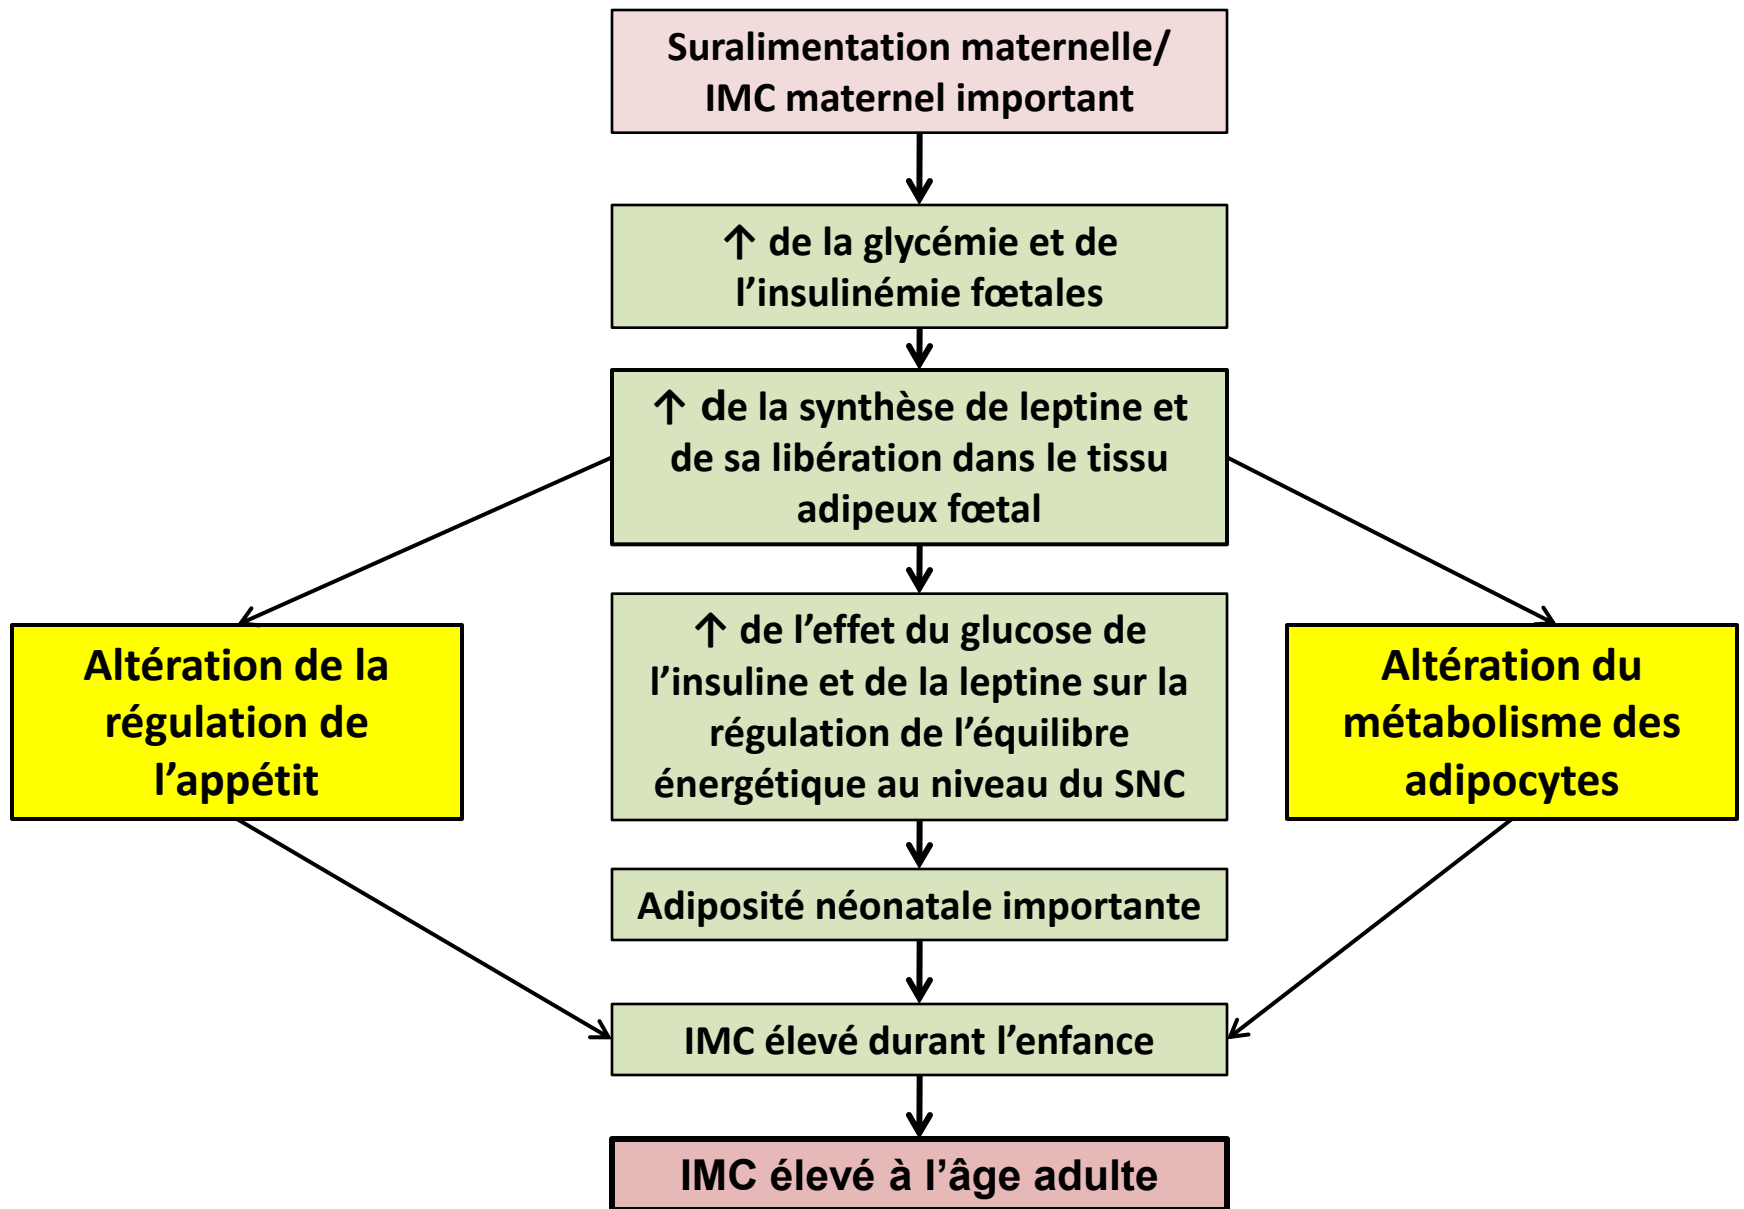 Suralimentation maternelle/
IMC maternel important
↑ de la glycémie et de
l’insulinémie fœtales
↑ de la synthèse de leptine et
de sa libération dans le tissu
adipeux fœtal
Altération de la
régulation de
l’appétit
↑ de l’effet du glucose de
l’insuline et de la leptine sur la
régulation de l’équilibre
énergétique au niveau du SNC
Altération du
métabolisme des
adipocytes
Adiposité néonatale importante
IMC élevé durant l’enfance
IMC élevé à l’âge adulte